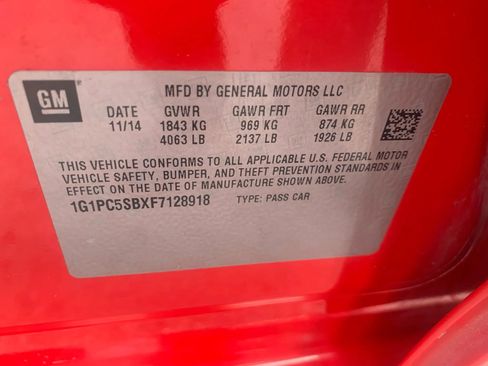 GM
MFD BY GENERAL MOTORS LLC
DATE GVWR GAWR FRT GAWR RR
11/14 1843 KG 969 KG 874 KG
4063 LB 2137 LB 1926 LB
THIS VEHICLE CONFORMS TO ALL APPLICABLE U.S. FEDERAL MOTOR
VEHICLE SAFETY, BUMPER, AND THEFT PREVENTION STANDARDS IN
EFFECT ON THE DATE OF MANUFACTURE SHOWN ABOVE.
1G1PC5SBXF7128918 TYPE: PASS CAR